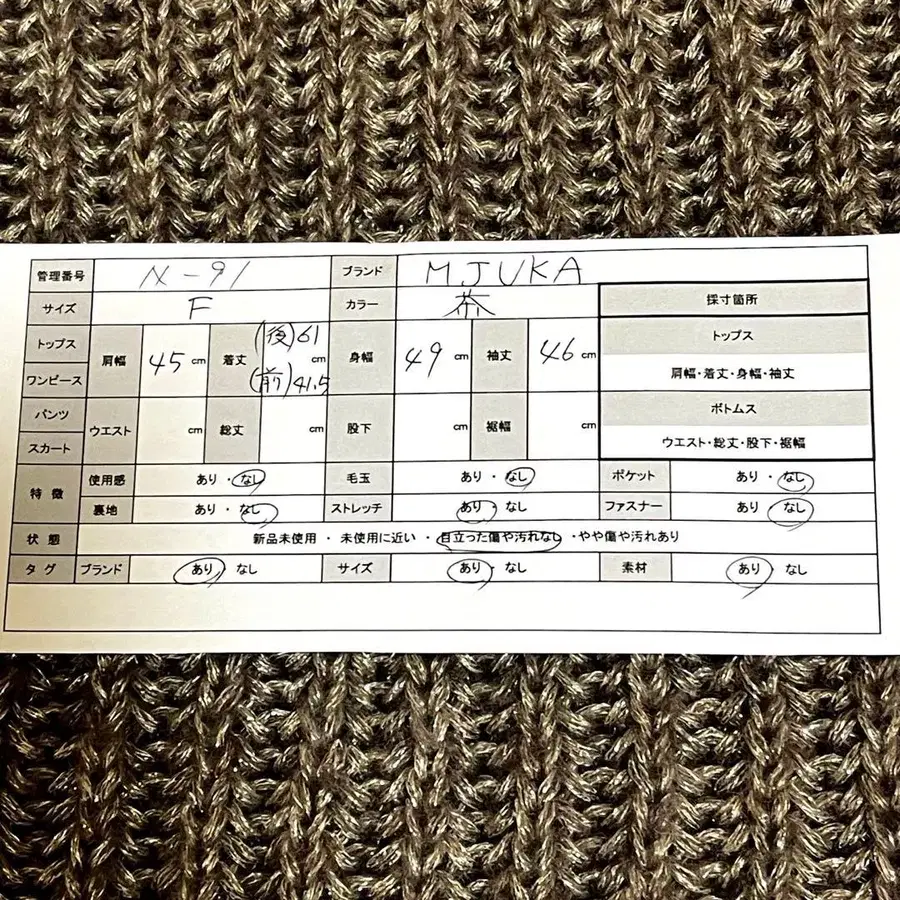 管理番号 N-91 ブランド MJUKA
サイズ F カラー 茶 採寸箇所
トップス ワンピース 肩幅 45 cm 着丈 (後)61 cm (前)41.5 身幅 49 cm 袖丈 46 cm トップス
肩幅・着丈・身幅・袖丈
パンツ スカート ウエスト cm 総丈 cm 股下 cm 裾幅 cm ボトムス
ウエスト・総丈・股下・裾幅
特徴 使用感 あり・なし 毛玉 あり・なし ポケット あり・なし
裏地 あり・なし ストレッチ あり・なし ファスナー あり なし
状態 新品未使用・未使用に近い・目立った傷や汚れなし・やや傷や汚れあり
タグ ブランド あり なし サイズ あり・なし 素材 あり・なし